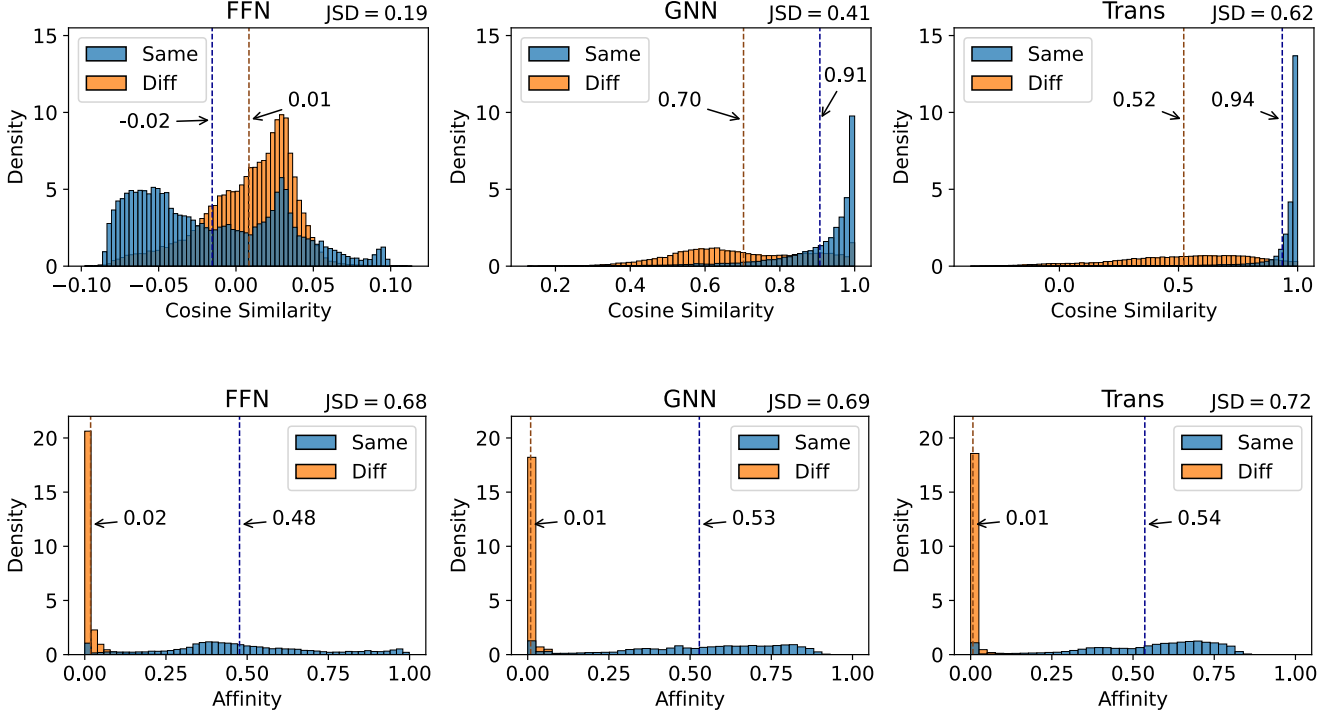 FFN JSD = 0.19
15
10
5
0
Density
Same
Diff
-0.02
0.01
−0.10 −0.05 0.00 0.05 0.10
Cosine Similarity
GNN JSD = 0.41
15
10
5
0
Density
Same
Diff
0.70
0.91
0.2 0.4 0.6 0.8 1.0
Cosine Similarity
Trans JSD = 0.62
15
10
5
0
Density
Same
Diff
0.52
0.94
0.0 0.5 1.0
Cosine Similarity
FFN JSD = 0.68
20
15
10
5
0
Density
Same
Diff
0.02
0.48
0.00 0.25 0.50 0.75 1.00
Affinity
GNN JSD = 0.69
20
15
10
5
0
Density
Same
Diff
0.01
0.53
0.00 0.25 0.50 0.75 1.00
Affinity
Trans JSD = 0.72
20
15
10
5
0
Density
Same
Diff
0.01
0.54
0.00 0.25 0.50 0.75 1.00
Affinity